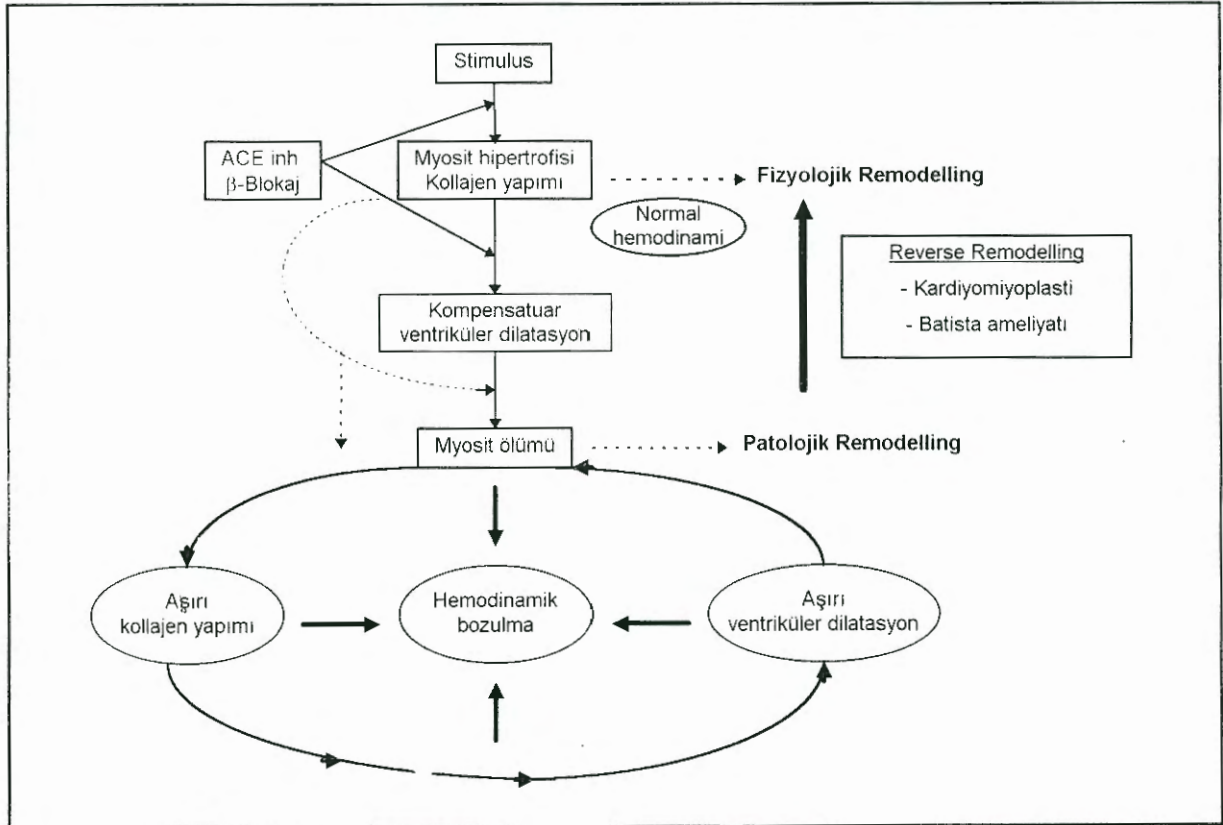 Stimulus
ACE inh
β-Blokaj
Myosit hipertrofisi
Kollajen yapımı
Fizyolojik Remodelling
Normal
hemodinami
Reverse Remodelling
- Kardiyomiyoplasti
- Batista ameliyatı
Kompensatuar
ventriküler dilatasyon
Myosit ölümü
Patolojik Remodelling
Aşırı
kollajen yapımı
Hemodinamik
bozulma
Aşırı
ventriküler dilatasyon